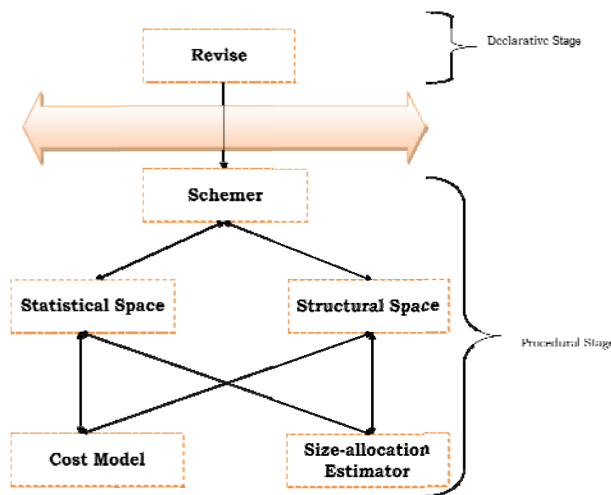 Declarative Stage
Revise
Schemer
Statistical Space
Structural Space
Procedural Stage
Cost Model
Size-allocation
Estimator